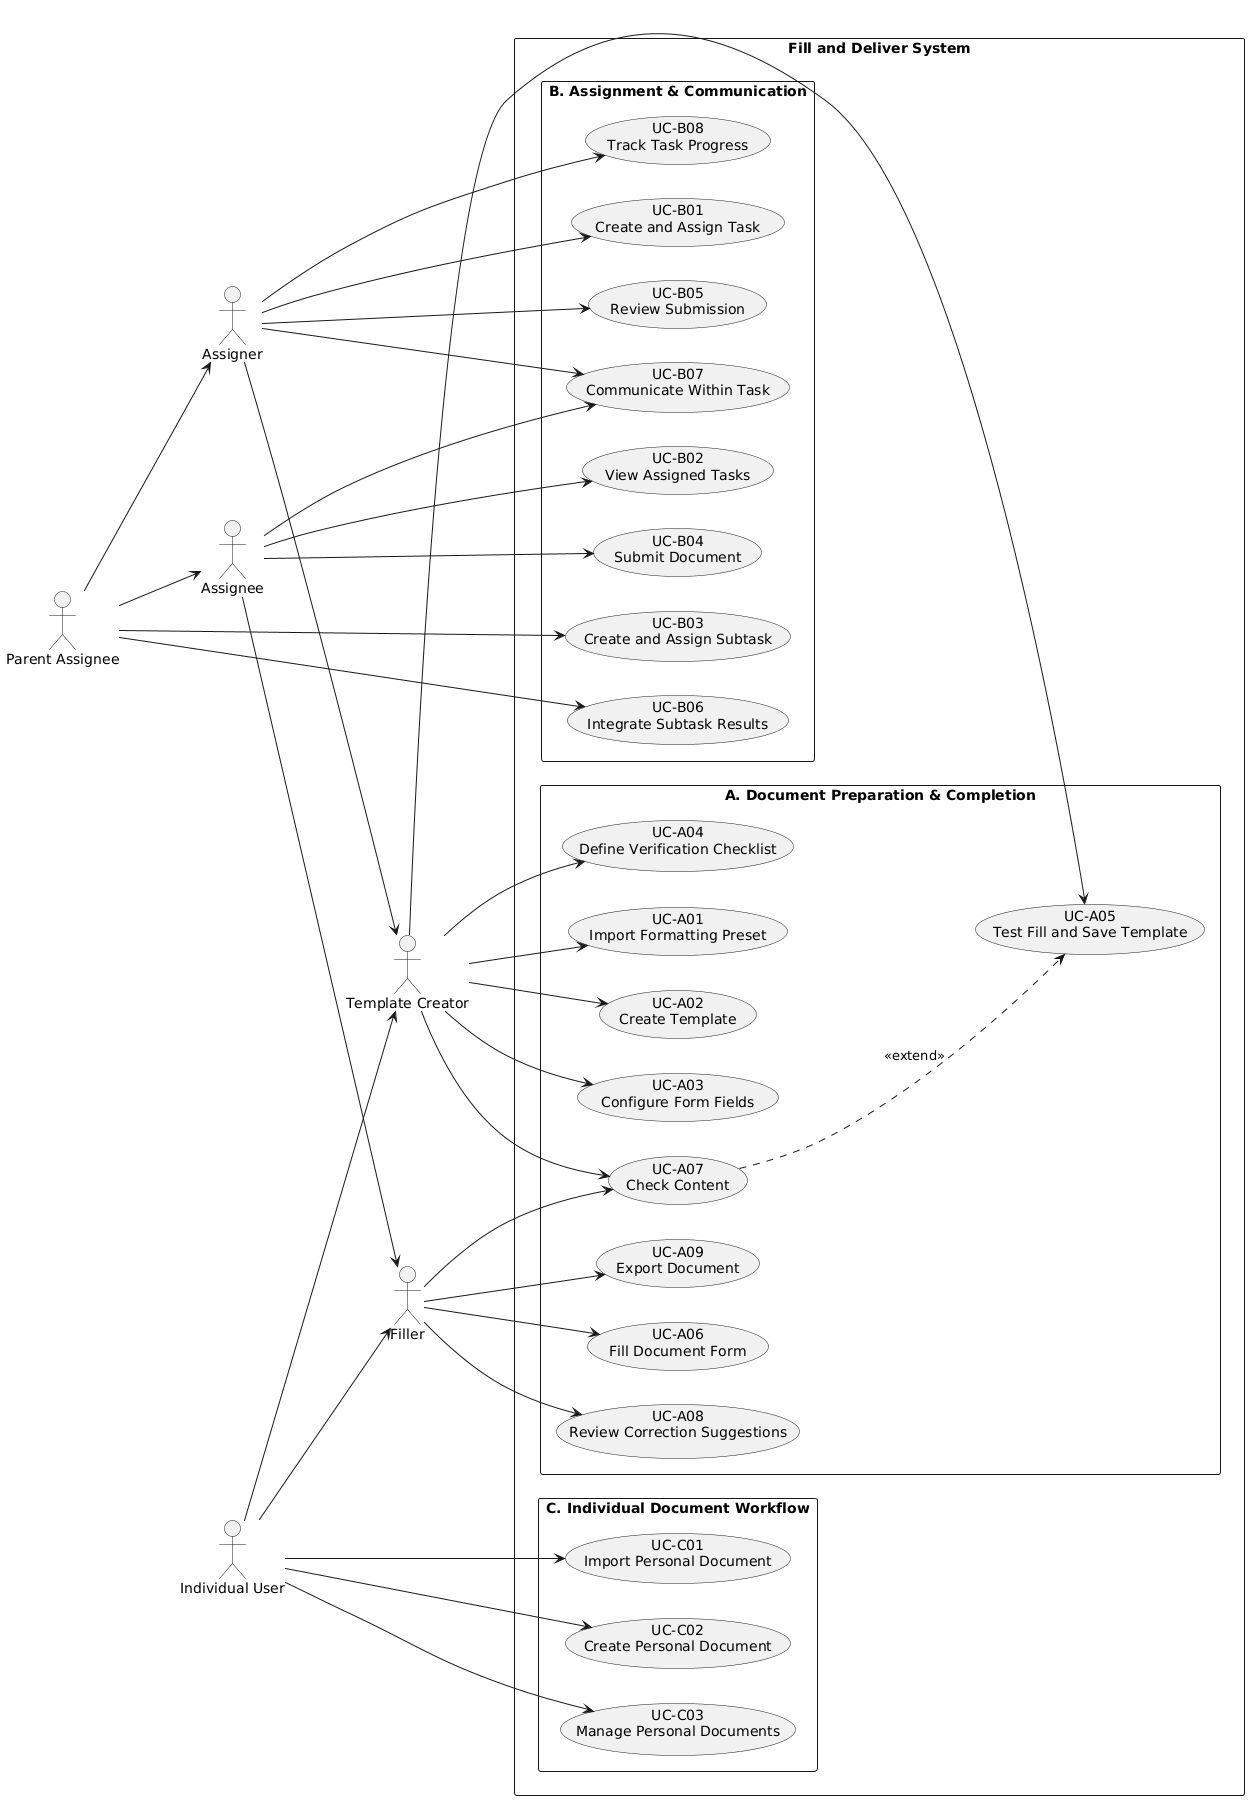 Fill and Deliver System
B. Assignment & Communication
UC-B08
Track Task Progress
UC-B01
Create and Assign Task
UC-B05
Review Submission
UC-B07
Communicate Within Task
UC-B02
View Assigned Tasks
UC-B04
Submit Document
UC-B03
Create and Assign Subtask
UC-B06
Integrate Subtask Results
Assigner
Assignee
Parent Assignee
A. Document Preparation & Completion
UC-A04
Define Verification Checklist
UC-A01
Import Formatting Preset
UC-A05
Test Fill and Save Template
UC-A02
Create Template
«extend»
UC-A03
Configure Form Fields
UC-A07
Check Content
UC-A09
Export Document
UC-A06
Fill Document Form
UC-A08
Review Correction Suggestions
Template Creator
Filler
C. Individual Document Workflow
UC-C01
Import Personal Document
UC-C02
Create Personal Document
UC-C03
Manage Personal Documents
Individual User